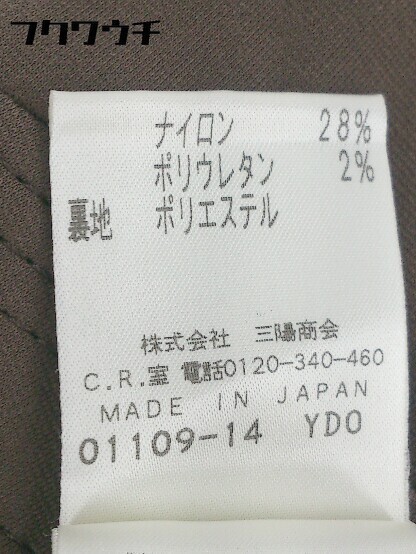 フクワウチ
ナイロン 28%
ポリウレタン 2%
裏地 ポリエステル
株式会社 三陽商会
C.R.室 電話0120-340-460
MADE IN JAPAN
01109-14 YDO